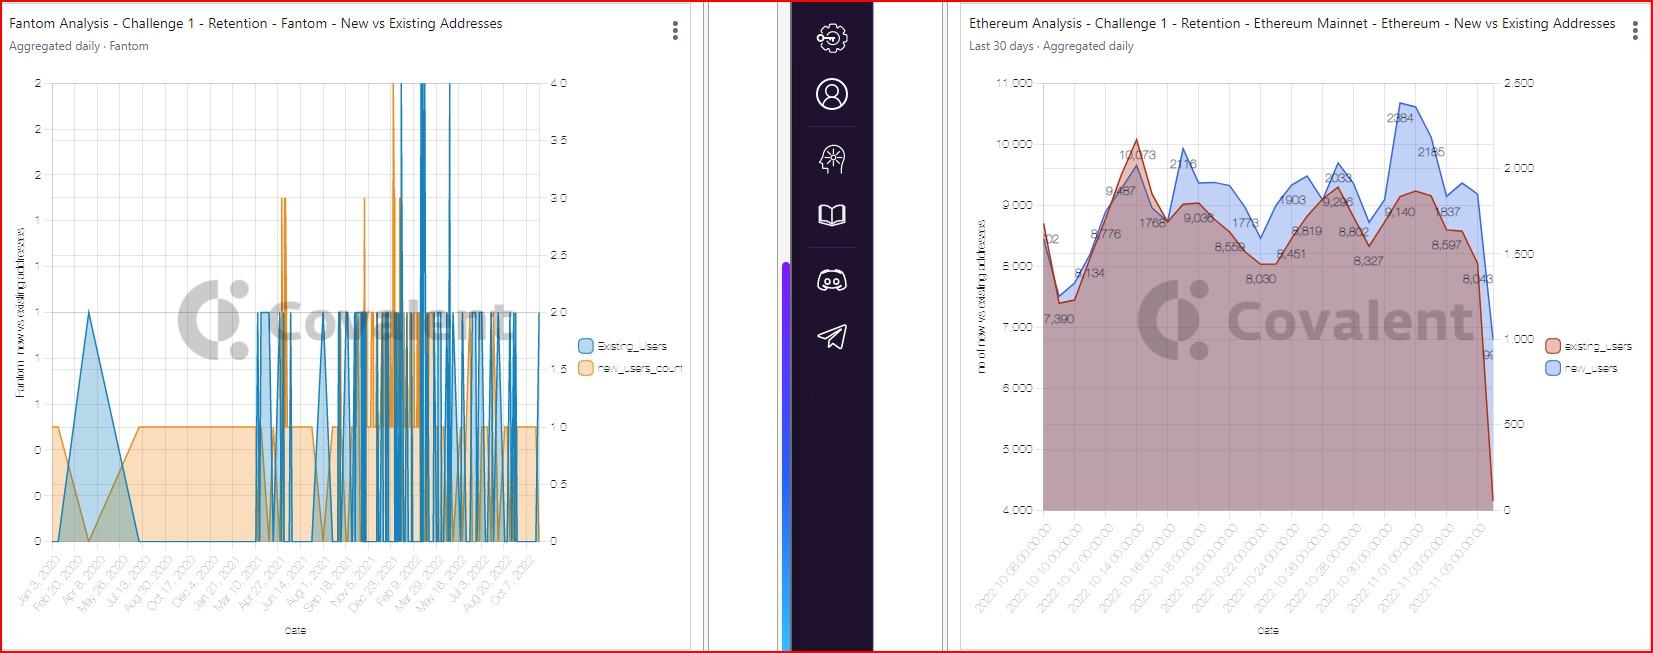 Fantom Analysis - Challenge 1 - Retention - Fantom - New vs Existing Addresses
Aggregated daily · Fantom
2
2
2
1
1
1
1
1
0
0
0
4.0
3.5
3.0
2.5
2.0
1.5
1.0
0.5
0
Fantom new vs existing addresses
Covalent
Existing_Users
new_users_count
Jan 3, 2020
Feb 20, 2020
Apr 8, 2020
May 26, 2020
Jul 13, 2020
Aug 30, 2020
Oct 17, 2020
Dec 4, 2020
Jan 21, 2021
Mar 10, 2021
Apr 27, 2021
Jun 14, 2021
Aug 1, 2021
Sep 18, 2021
Nov 5, 2021
Dec 23, 2021
Feb 9, 2022
Mar 29, 2022
May 16, 2022
Jul 3, 2022
Aug 20, 2022
Oct 17, 2022
date
Ethereum Analysis - Challenge 1 - Retention - Ethereum Mainnet - Ethereum - New vs Existing Addresses
Last 30 days · Aggregated daily
11,000
10,000
9,000
8,000
7,000
6,000
5,000
4,000
2,500
2,000
1,500
1,000
500
0
no of new vs existing addresses
02
7,390
8,134
8,776
9,487
10,073
1768
2116
9,036
8,559
1773
8,030
8,451
1903
8,819
2033
9,296
8,802
8,327
9,140
2384
2185
1837
8,597
8,043
99
Covalent
existing_users
new_users
2022-10-08 00:00:00
2022-10-10 00:00:00
2022-10-12 00:00:00
2022-10-14 00:00:00
2022-10-16 00:00:00
2022-10-18 00:00:00
2022-10-20 00:00:00
2022-10-22 00:00:00
2022-10-24 00:00:00
2022-10-26 00:00:00
2022-10-28 00:00:00
2022-10-30 00:00:00
2022-11-01 00:00:00
2022-11-03 00:00:00
2022-11-05 00:00:00
date